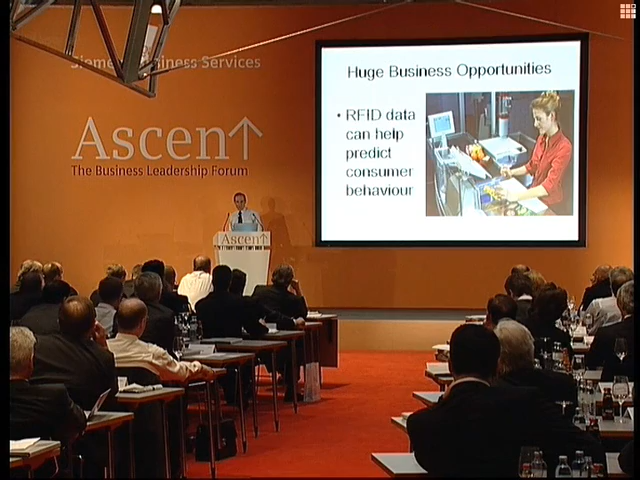 Siemens Business Services
Ascent
The Business Leadership Forum
Ascent
Huge Business Opportunities
• RFID data
can help
predict
consumer
behaviour